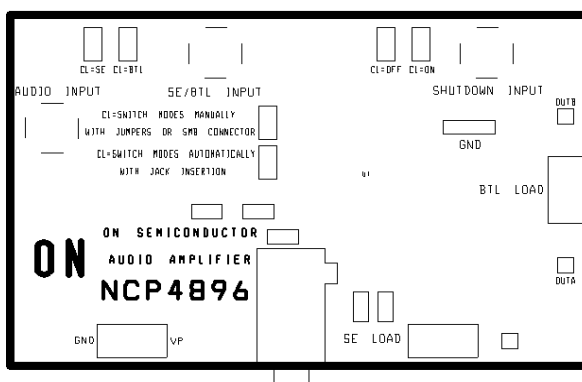 CL=SE CL=BTL CL=OFF CL=ON
AUDIO INPUT SE/BTL INPUT SHUTDOWN INPUT
OUTB
CL=SWITCH MODES MANUALLY
WITH JUMPERS OR SMB CONNECTOR
GND
CL=SWITCH MODES AUTOMATICALLY
WITH JACK INSERTION
U1
BTL LOAD
ON
ON SEMICONDUCTOR
AUDIO AMPLIFIER
NCP4896
OUTA
GND VP
SE LOAD